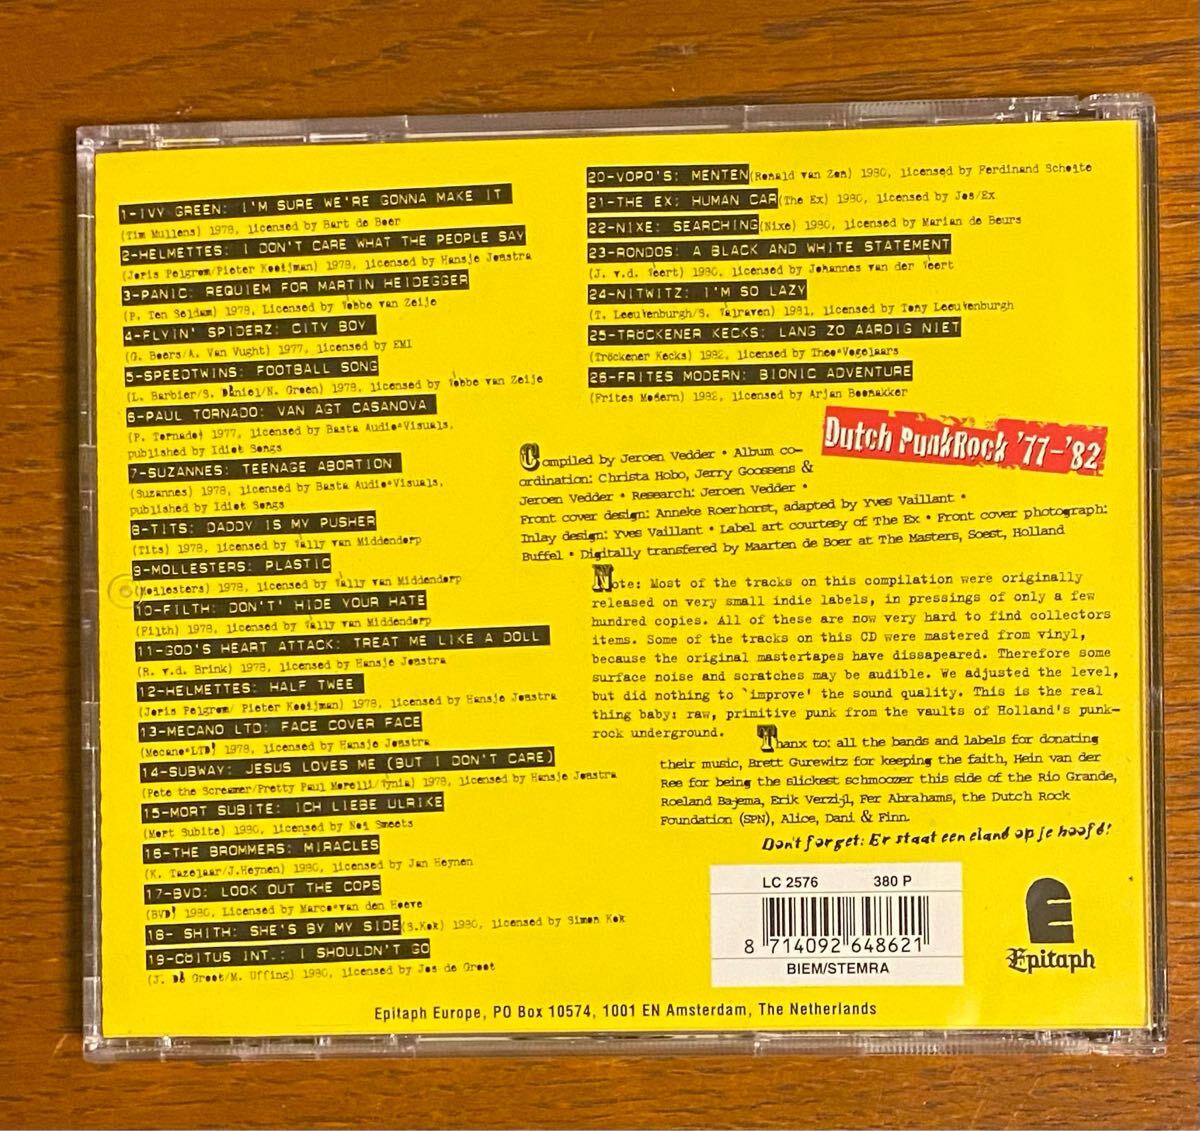 1-IVY GREEN: I'M SURE WE'RE GONNA MAKE IT
(Tim Mullens) 1978, licensed by Bart de Boer
2-HELMETTES: I DON'T CARE WHAT THE PEOPLE SAY
(Joris Pelgrom/Pieter Kooijman) 1978, licensed by Hansje Joustra
3-PANIC: REQUIEM FOR MARTIN HEIDEGGER
(P. Ten Seldam) 1978, Licensed by Yobbe van Zeije
4-FLYIN' SPIDERZ: CITY BOY
(G. Boers/A. Van Vught) 1977, licensed by EMI
5-SPEEDTWINS: FOOTBALL SONG
(L. Barbier/S. Daniel/N. Green) 1978, licensed by Yobbe van Zeije
6-PAUL TORNADO: VAN AGT CASANOVA
(P. Tornado) 1977, licensed by Basta Audio•Visuals,
published by Idiot Songs
7-SUZANNES: TEENAGE ABORTION
(Suzannes) 1978, licensed by Basta Audio•Visuals,
published by Idiot Songs
8-TITS: DADDY IS MY PUSHER
(Tits) 1978, licensed by Wally van Middendorp
9-MOLLESTERS: PLASTIC
(Mollesters) 1978, licensed by Wally van Middendorp
10-FILTH: DON'T' HIDE YOUR HATE
(Filth) 1978, licensed by Wally van Middendorp
11-GOD'S HEART ATTACK: TREAT ME LIKE A DOLL
(R. v.d. Brink) 1978, licensed by Hansje Joustra
12-HELMETTES: HALF TWEE
(Joris Pelgrom/ Pieter Kooijman) 1978, licensed by Hansje Joustra
13-MECANO LTD: FACE COVER FACE
(Mecano•LTD) 1978, licensed by Hansje Joustra
14-SUBWAY: JESUS LOVES ME (BUT I DON'T CARE)
(Pete the Screamer/Pretty Paul Morelli/Tynia) 1978, licensed by Hansje Joustra
15-MORT SUBITE: ICH LIEBE ULRIKE
(Mort Subite) 1980, licensed by Noj Smeets
16-THE BROMMERS: MIRACLES
(K. Tazelaar/J.Heynen) 1980, licensed by Jan Heynen
17-BVD: LOOK OUT THE COPS
(BVD) 1980, Licensed by Marco•van den Hoeve
18- SHITH: SHE'S BY MY SIDE(S.Kok) 1980, licensed by Simon Kok
19-CÖITUS INT.: I SHOULDN'T GO
(J. De Groot/M. Uffing) 1980, licensed by Jos de Groot
20-VOPO'S: MENTEN(Ronald van Zon) 1980, licensed by Ferdinand Scholte
21-THE EX: HUMAN CAR(The Ex) 1980, licensed by Jos/Ex
22-NIXE: SEARCHING(Nixe) 1980, licensed by Marian de Beurs
23-RONDOS: A BLACK AND WHITE STATEMENT
(J. v.d. Weert) 1980, licensed by Johannes van der Weert
24-NITWITZ: I'M SO LAZY
(T. Leeuwenburgh/S. Walraven) 1981, licensed by Tony Leeuwenburgh
25-TRÖCKENER KECKS: LANG ZO AARDIG NIET
(Tröckener Kecks) 1982, licensed by Theo•Vogelaars
26-FRITES MODERN: BIONIC ADVENTURE
(Frites Modern) 1982, licensed by Arjan Boonakker
Dutch PunkRock '77-'82
Compiled by Jeroen Vedder • Album co-
ordination: Christa Hobo, Jerry Goossens &
Jeroen Vedder • Research: Jeroen Vedder •
Front cover design: Anneke Roerhorst, adapted by Yves Vaillant •
Inlay design: Yves Vaillant • Label art courtesy of The Ex • Front cover photograph:
Buffel • Digitally transfered by Maarten de Boer at The Masters, Soest, Holland
Note: Most of the tracks on this compilation were originally
released on very small indie labels, in pressings of only a few
hundred copies. All of these are now very hard to find collectors
items. Some of the tracks on this CD were mastered from vinyl,
because the original mastertapes have dissapeared. Therefore some
surface noise and scratches may be audible. We adjusted the level,
but did nothing to `improve' the sound quality. This is the real
thing baby: raw, primitive punk from the vaults of Holland's punk-
rock underground.
Thanx to: all the bands and labels for donating
their music, Brett Gurewitz for keeping the faith, Hein van der
Ree for being the slickest schmoozer this side of the Rio Grande,
Roeland Bajema, Erik Verzijl, Fer Abrahams, the Dutch Rock
Foundation (SPN), Alice, Dani & Finn.
Don't forget: Er staat een eland op je hoofd!
LC 2576 380 P
8 714092 648621
BIEM/STEMRA
Epitaph
Epitaph Europe, PO Box 10574, 1001 EN Amsterdam, The Netherlands